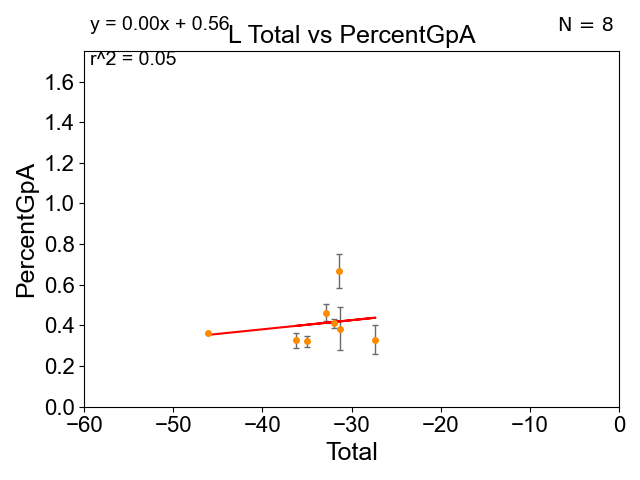 y = 0.00x + 0.56
N = 8
L Total vs PercentGpA
r^2 = 0.05
PercentGpA
1.6
1.4
1.2
1.0
0.8
0.6
0.4
0.2
0.0
−60
−50
−40
−30
−20
−10
0
Total